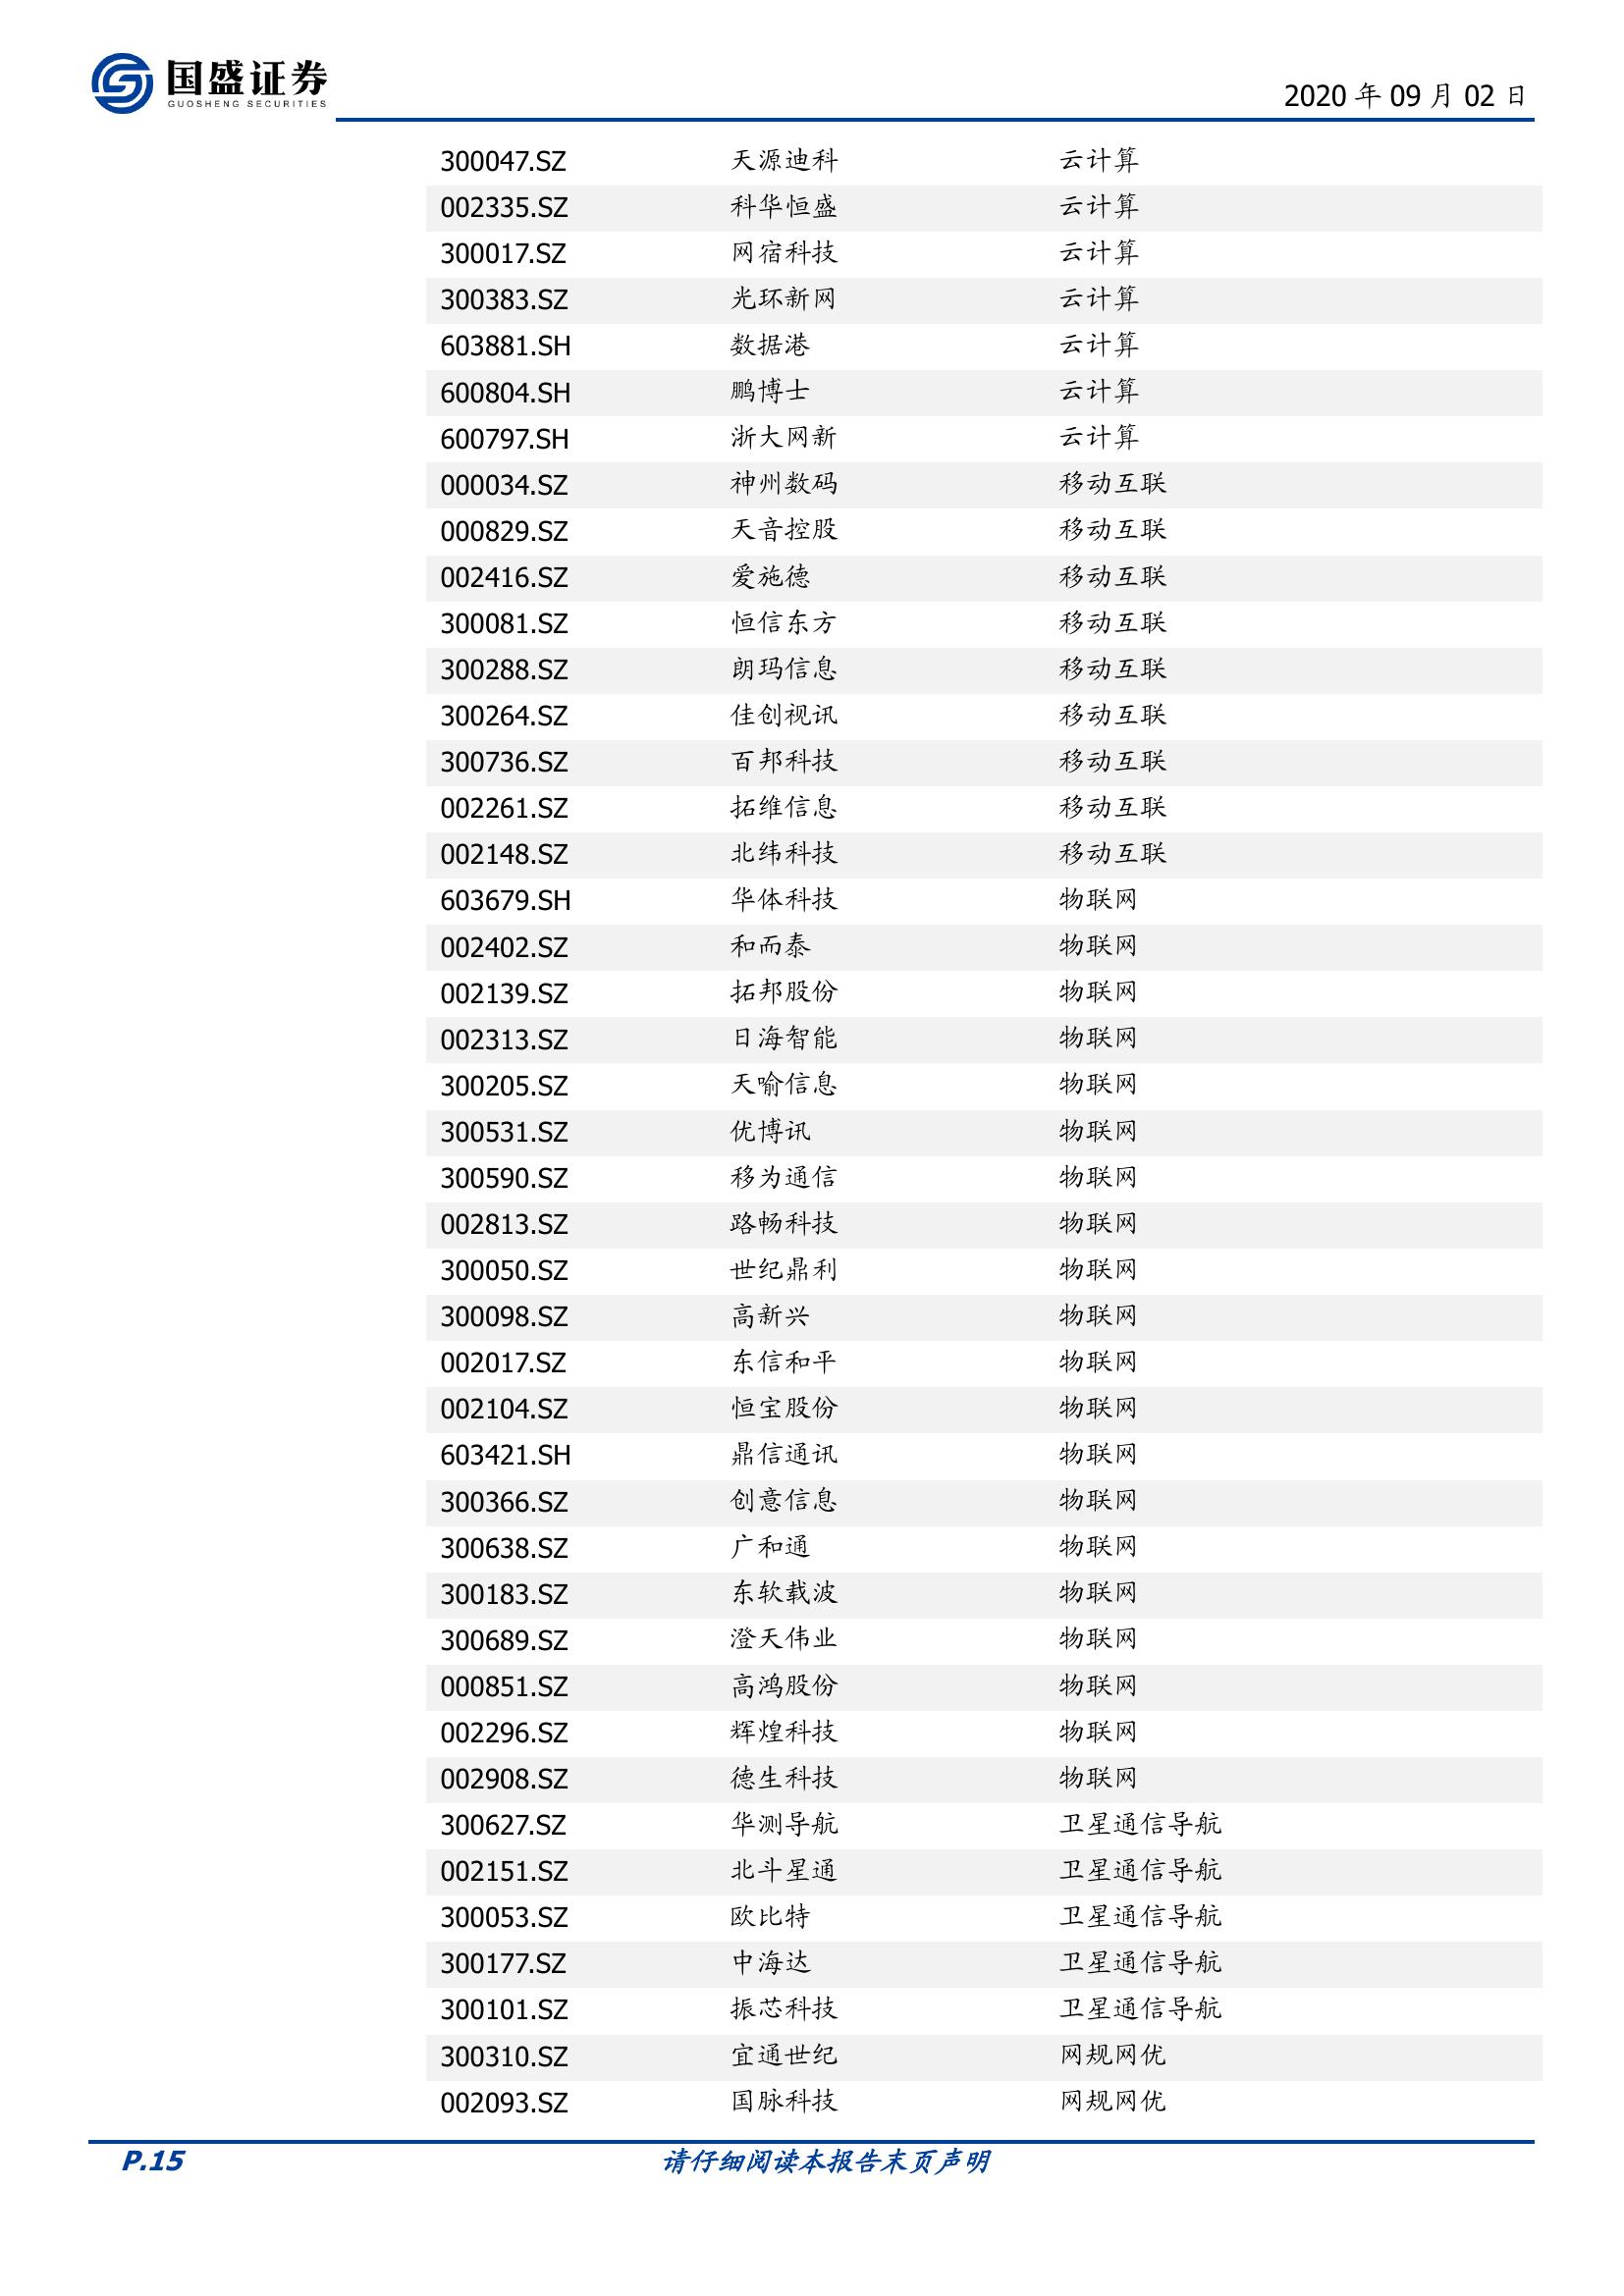 国盛证券
GUOSHENG SECURITIES
2020 年 09 月 02 日
300047.SZ 天源迪科 云计算
002335.SZ 科华恒盛 云计算
300017.SZ 网宿科技 云计算
300383.SZ 光环新网 云计算
603881.SH 数据港 云计算
600804.SH 鹏博士 云计算
600797.SH 浙大网新 云计算
000034.SZ 神州数码 移动互联
000829.SZ 天音控股 移动互联
002416.SZ 爱施德 移动互联
300081.SZ 恒信东方 移动互联
300288.SZ 朗玛信息 移动互联
300264.SZ 佳创视讯 移动互联
300736.SZ 百邦科技 移动互联
002261.SZ 拓维信息 移动互联
002148.SZ 北纬科技 移动互联
603679.SH 华体科技 物联网
002402.SZ 和而泰 物联网
002139.SZ 拓邦股份 物联网
002313.SZ 日海智能 物联网
300205.SZ 天喻信息 物联网
300531.SZ 优博讯 物联网
300590.SZ 移为通信 物联网
002813.SZ 路畅科技 物联网
300050.SZ 世纪鼎利 物联网
300098.SZ 高新兴 物联网
002017.SZ 东信和平 物联网
002104.SZ 恒宝股份 物联网
603421.SH 鼎信通讯 物联网
300366.SZ 创意信息 物联网
300638.SZ 广和通 物联网
300183.SZ 东软载波 物联网
300689.SZ 澄天伟业 物联网
000851.SZ 高鸿股份 物联网
002296.SZ 辉煌科技 物联网
002908.SZ 德生科技 物联网
300627.SZ 华测导航 卫星通信导航
002151.SZ 北斗星通 卫星通信导航
300053.SZ 欧比特 卫星通信导航
300177.SZ 中海达 卫星通信导航
300101.SZ 振芯科技 卫星通信导航
300310.SZ 宜通世纪 网规网优
002093.SZ 国脉科技 网规网优
P.15 请仔细阅读本报告末页声明